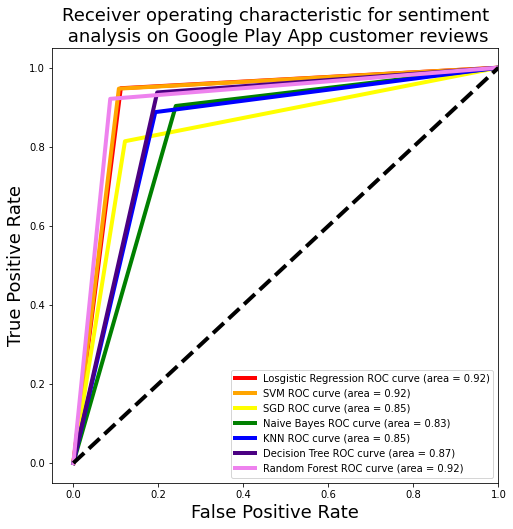 Receiver operating characteristic for sentiment
analysis on Google Play App customer reviews
True Positive Rate
1.0
0.8
0.6
0.4
0.2
0.0
Losgistic Regression ROC curve (area = 0.92)
SVM ROC curve (area = 0.92)
SGD ROC curve (area = 0.85)
Naive Bayes ROC curve (area = 0.83)
KNN ROC curve (area = 0.85)
Decision Tree ROC curve (area = 0.87)
Random Forest ROC curve (area = 0.92)
0.0 0.2 0.4 0.6 0.8 1.0
False Positive Rate